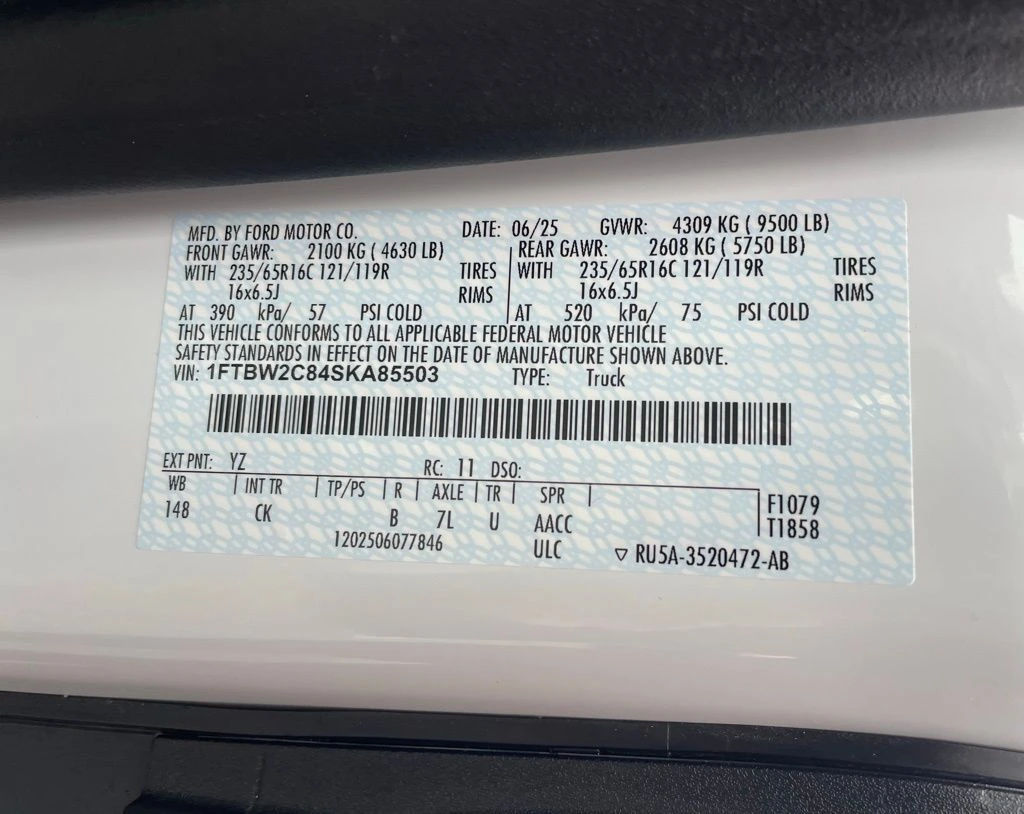 MFD. BY FORD MOTOR CO. DATE: 06/25 GVWR: 4309 KG ( 9500 LB)
FRONT GAWR: 2100 KG ( 4630 LB) REAR GAWR: 2608 KG ( 5750 LB)
WITH 235/65R16C 121/119R TIRES WITH 235/65R16C 121/119R TIRES
16x6.5J RIMS 16x6.5J RIMS
AT 390 kPa/ 57 PSI COLD AT 520 kPa/ 75 PSI COLD
THIS VEHICLE CONFORMS TO ALL APPLICABLE FEDERAL MOTOR VEHICLE
SAFETY STANDARDS IN EFFECT ON THE DATE OF MANUFACTURE SHOWN ABOVE.
VIN: 1FTBW2C84SKA85503 TYPE: Truck
EXT PNT: YZ RC: 11 DSO:
WB INT TR TP/PS R AXLE TR SPR F1079
148 CK B 7L U AACC T1858
1202506077846 ULC ▽ RU5A-3520472-AB